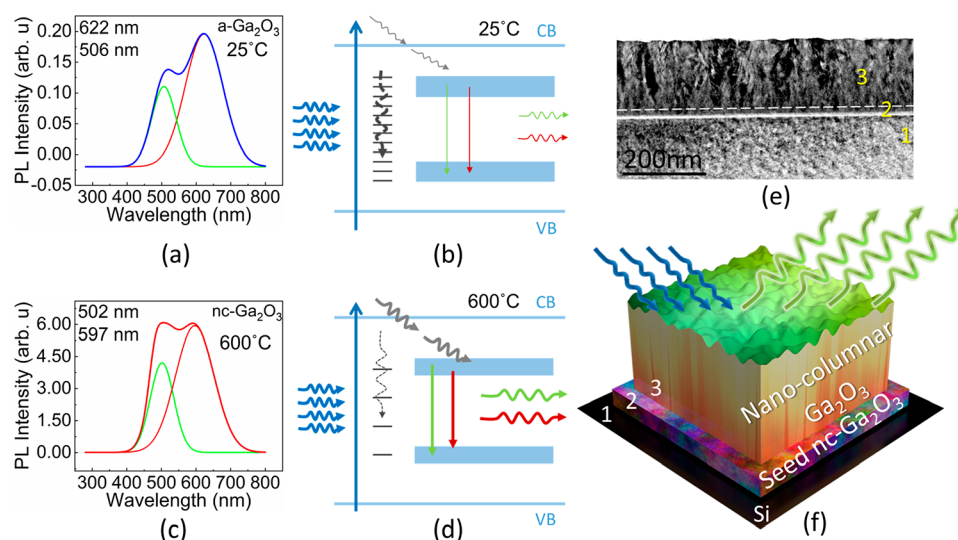 622 nm
506 nm
a-Ga₂O₃
25˚C
PL Intensity (arb. u)
0.20
0.15
0.10
0.05
0.00
-0.05
300 400 500 600 700 800
Wavelength (nm)
(a)
25˚C
CB
VB
(b)
3
2
1
200nm
(e)
502 nm
597 nm
nc-Ga₂O₃
600˚C
PL Intensity (arb. u)
6.00
4.50
3.00
1.50
0.00
300 400 500 600 700 800
Wavelength (nm)
(c)
600˚C
CB
VB
(d)
1
2
3
Nano-columnar
Ga₂O₃
Seed nc-Ga₂O₃
Si
(f)